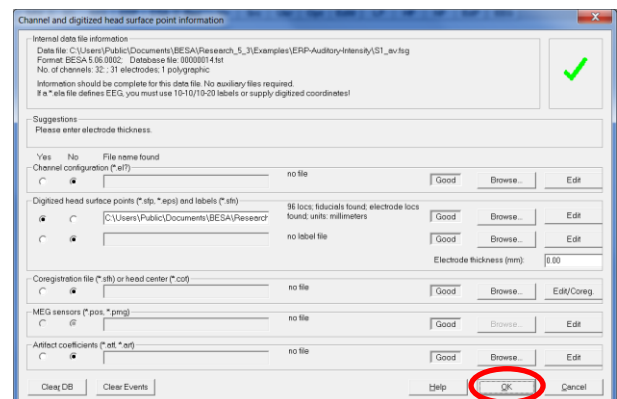 Channel and digitized head surface point information
Internal data file information
Data file: C:\Users\Public\Documents\BESA\Research_5_3\Examples\ERP-Auditory-Intensity\S1_av.fsg
Format: BESA 5.06.0002; Database file: 00000014.fst
No. of channels: 32: ; 31 electrodes; 1 polygraphic
Information should be complete for this data file. No auxiliary files required.
If a *.ela file defines EEG, you must use 10-10/10-20 labels or supply digitized coordinates!
Suggestions
Please enter electrode thickness.
Yes No File name found
Channel configuration (*.el?)
no file Good Browse... Edit
Digitized head surface points (*.sfp, *.eps) and labels (*.sfn)
C:\Users\Public\Documents\BESA\Research
96 locs; fiducials found; electrode locs
found; units: millimeters
Good Browse... Edit
no label file Good Browse... Edit
Electrode thickness (mm): 0.00
Coregistration file (*.sfh) or head center (*.cot)
no file Good Browse... Edit/Coreg.
MEG sensors (*.pos, *.pmg)
no file Good Browse... Edit
Artifact coefficients (*.atf, *.art)
no file Good Browse... Edit
Clear DB Clear Events Help OK Cancel